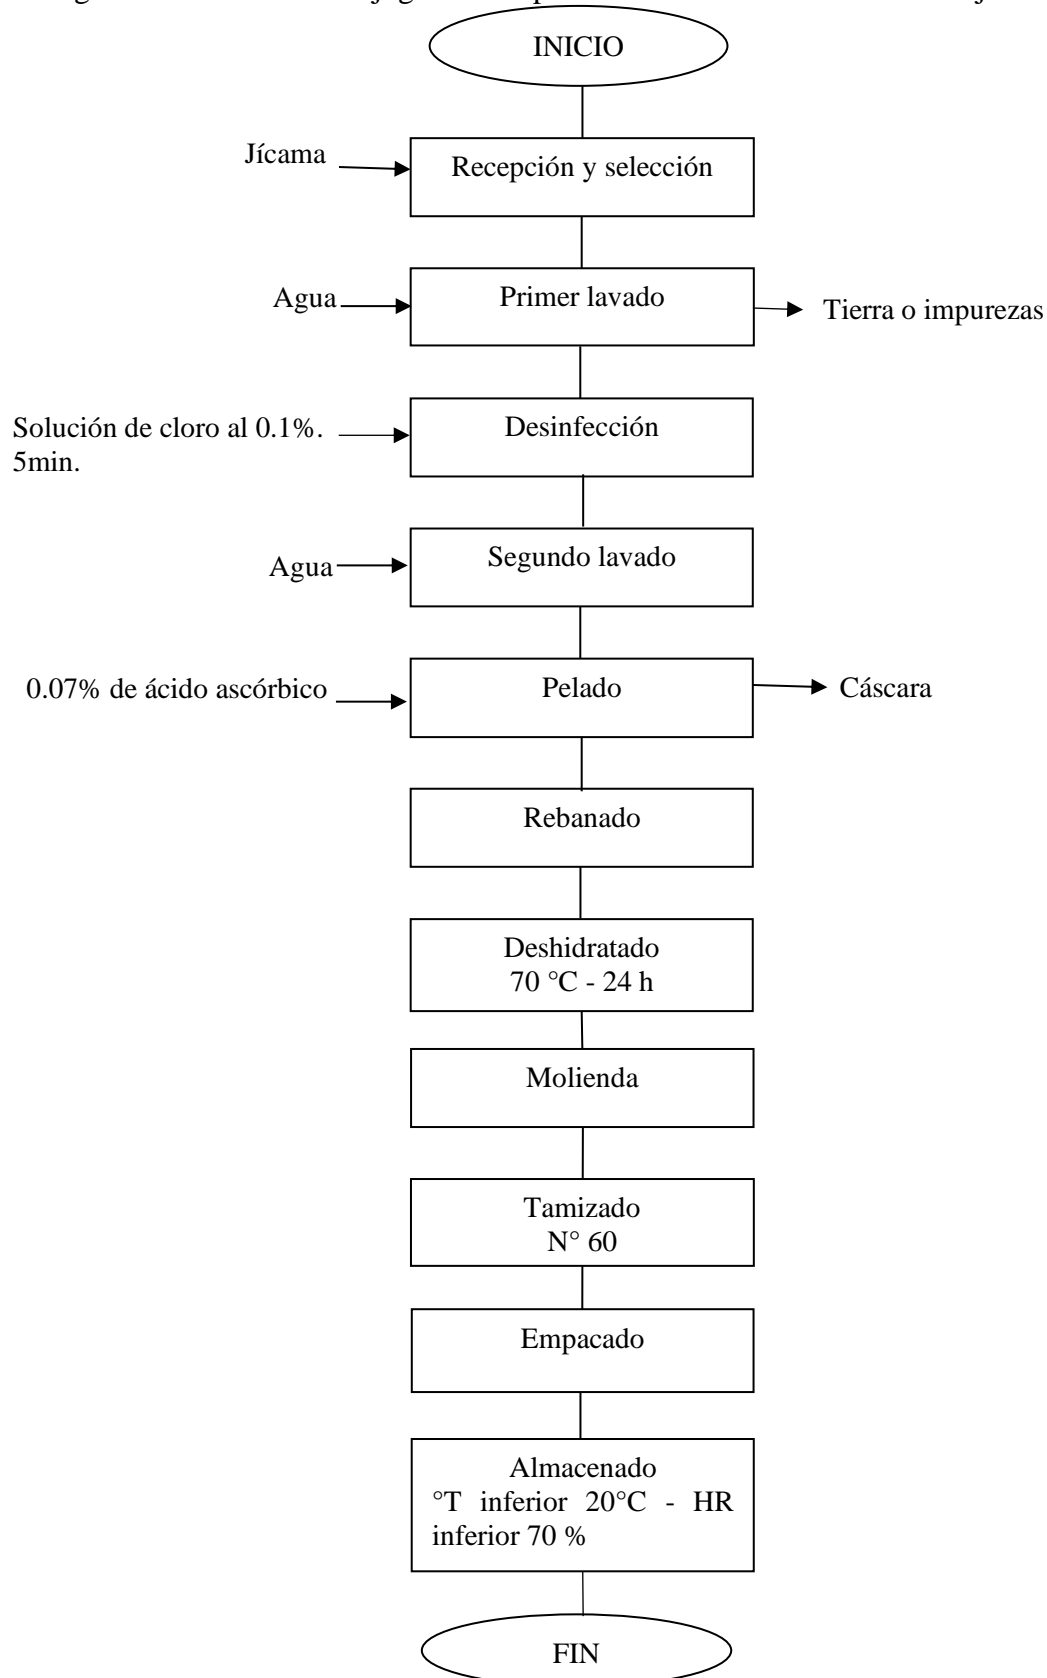 INICIO
Jícama
Recepción y selección
Agua
Primer lavado
Tierra o impurezas
Solución de cloro al 0.1%.
5min.
Desinfección
Agua
Segundo lavado
0.07% de ácido ascórbico
Pelado
Cáscara
Rebanado
Deshidratado
70 °C - 24 h
Molienda
Tamizado
N° 60
Empacado
Almacenado
°T inferior 20°C - HR
inferior 70 %
FIN